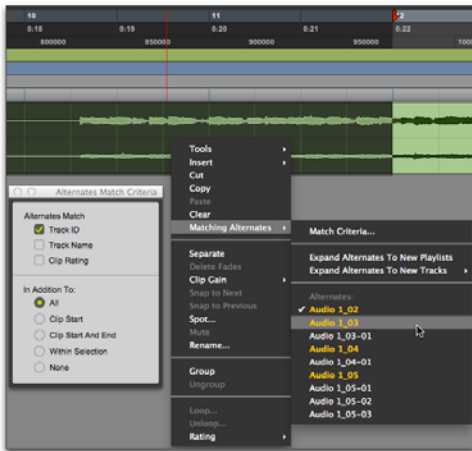 10
11
12
0:18
0:19
0:20
0:21
0:22
800000
850000
900000
950000
Alternates Match Criteria
Alternates Match
Track ID
Track Name
Clip Rating
In Addition To:
All
Clip Start
Clip Start And End
Within Selection
None
Tools
Insert
Cut
Copy
Paste
Clear
Matching Alternates
Separate
Delete Fades
Clip Gain
Snap to Next
Snap to Previous
Spot...
Mute
Rename...
Group
Ungroup
Loop...
Unloop...
Rating
Match Criteria...
Expand Alternates To New Playlists
Expand Alternates To New Tracks
Alternates:
Audio 1_02
Audio 1_03
Audio 1_03-01
Audio 1_04
Audio 1_04-01
Audio 1_05
Audio 1_05-01
Audio 1_05-02
Audio 1_05-03